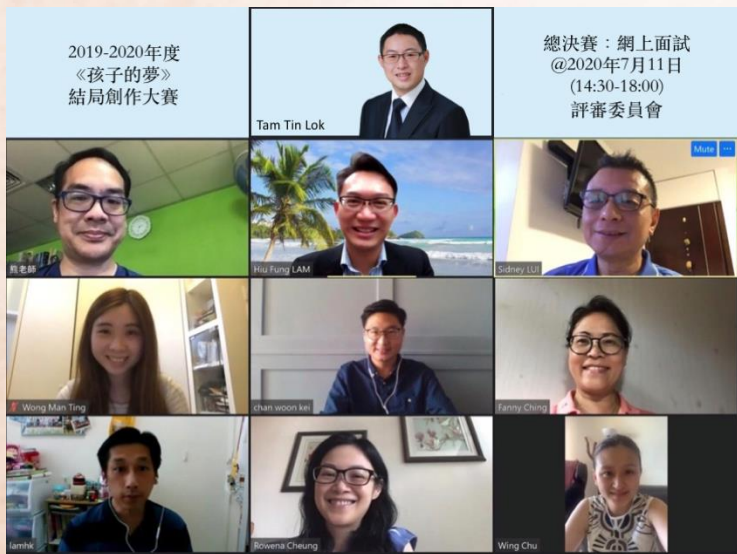 2019-2020年度
《孩子的夢》
結局創作大賽
Tam Tin Lok
總決賽：網上面試
@2020年7月11日
(14:30-18:00)
評審委員會
Mute
熊老師
Hiu Fung LAM
Sidney LUI
Wong Man Ting
chan woon kei
Fanny Ching
lamhk
Rowena Cheung
Wing Chu